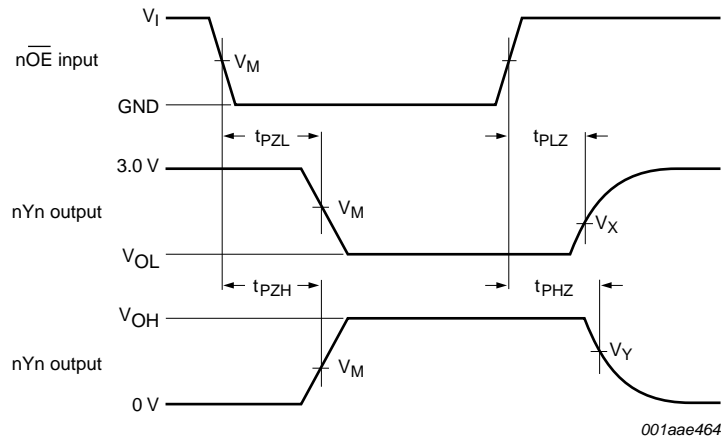 V_I
nO̅E̅ input
V_M
GND
t_PZL
t_PLZ
3.0 V
nYn output
V_M
V_X
V_OL
t_PZH
t_PHZ
V_OH
nYn output
V_M
V_Y
0 V
001aae464